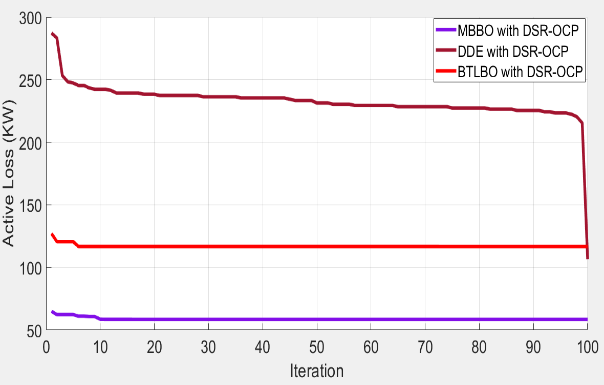 300
250
200
150
100
50
Active Loss (KW)
MBBO with DSR-OCP
DDE with DSR-OCP
BTLBO with DSR-OCP
0 10 20 30 40 50 60 70 80 90 100
Iteration